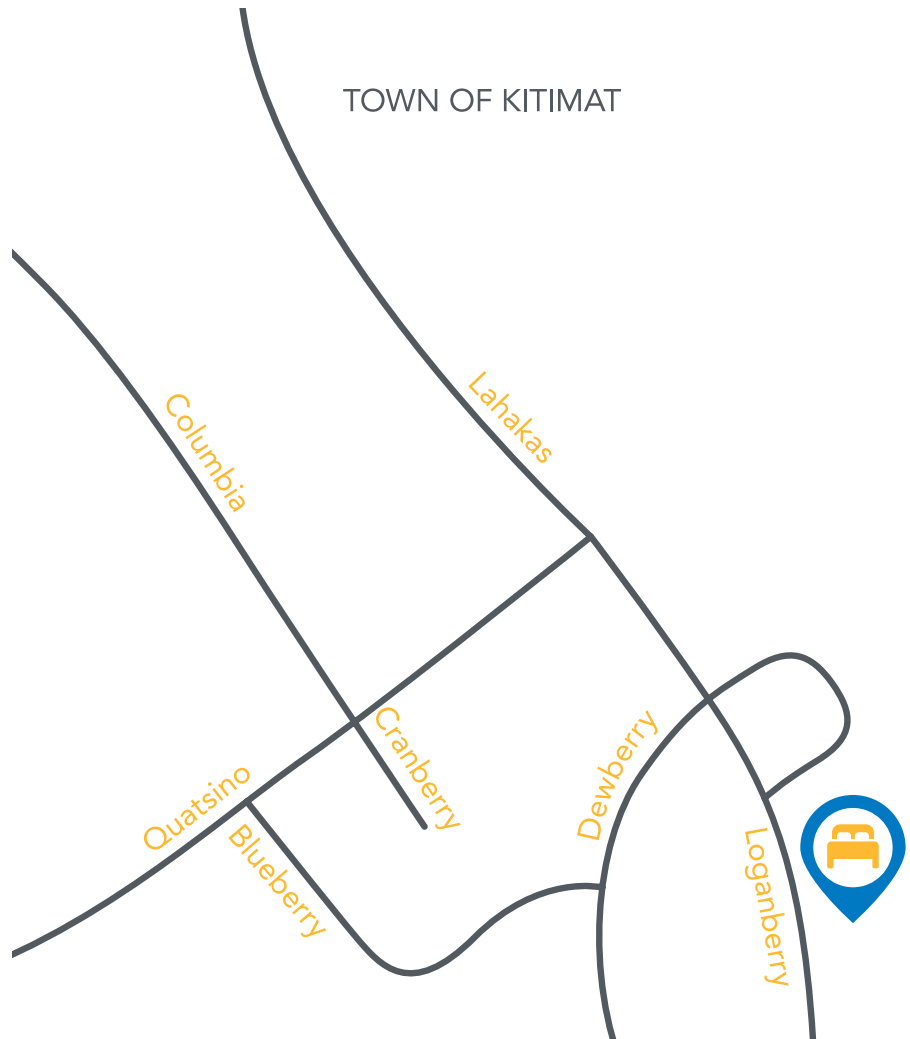 TOWN OF KITIMAT
Lahakas
Columbia
Cranberry
Dewberry
Quatsino
Blueberry
Loganberry